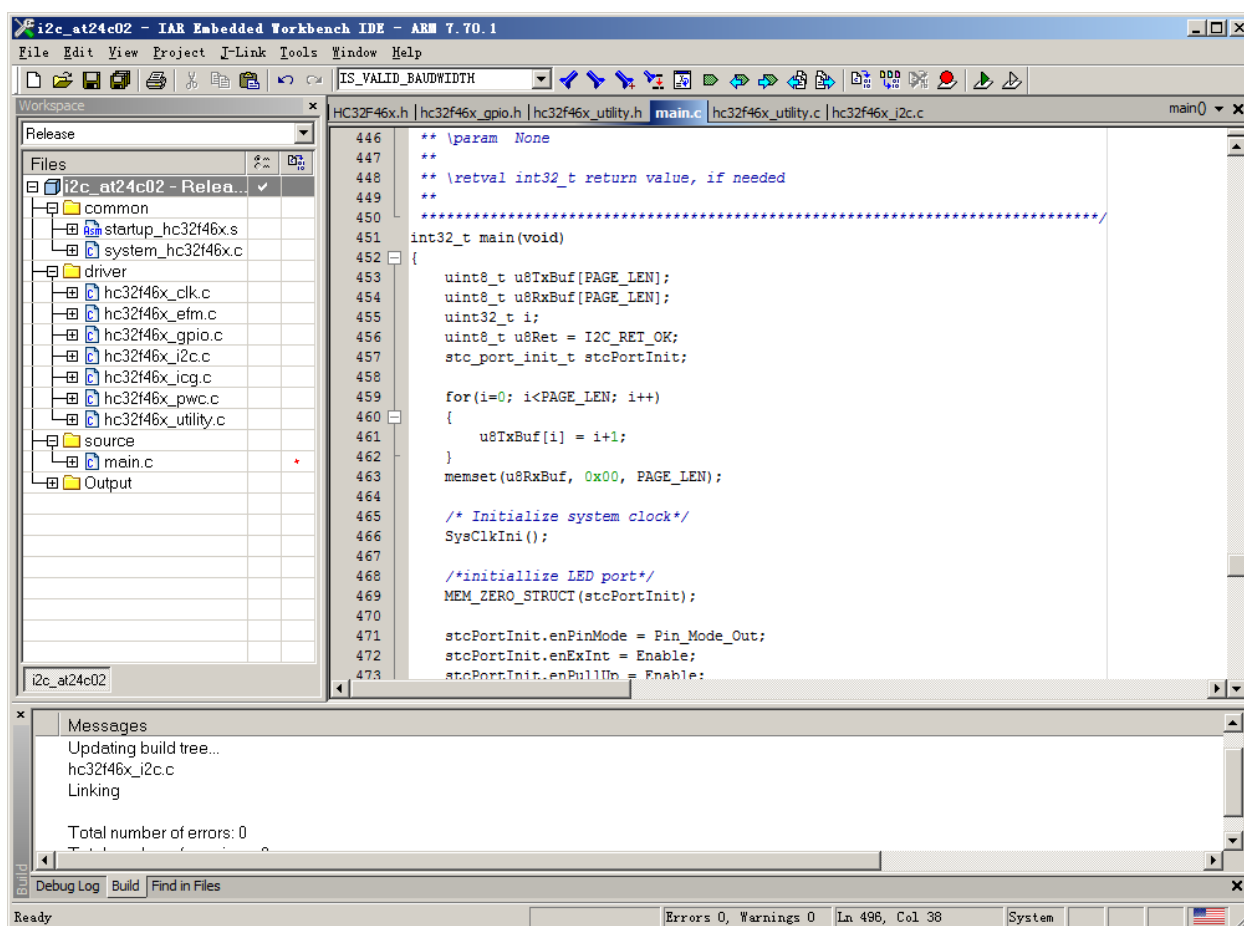 i2c_at24c02 - IAR Embedded Workbench IDE - ARM 7.70.1
File Edit View Project J-Link Tools Window Help
IS_VALID_BAUDWIDTH
Workspace
Release
Files
i2c_at24c02 - Relea...
common
startup_hc32f46x.s
system_hc32f46x.c
driver
hc32f46x_clk.c
hc32f46x_efm.c
hc32f46x_gpio.c
hc32f46x_i2c.c
hc32f46x_icg.c
hc32f46x_pwc.c
hc32f46x_utility.c
source
main.c
Output
i2c_at24c02
HC32F46x.h | hc32f46x_gpio.h | hc32f46x_utility.h main.c hc32f46x_utility.c | hc32f46x_i2c.c main()
446 ** \param None
447 **
448 ** \retval int32_t return value, if needed
449 **
450 ******************************************************************************/
451 int32_t main(void)
452 {
453 uint8_t u8TxBuf[PAGE_LEN];
454 uint8_t u8RxBuf[PAGE_LEN];
455 uint32_t i;
456 uint8_t u8Ret = I2C_RET_OK;
457 stc_port_init_t stcPortInit;
458
459 for(i=0; i<PAGE_LEN; i++)
460 {
461 u8TxBuf[i] = i+1;
462 }
463 memset(u8RxBuf, 0x00, PAGE_LEN);
464
465 /* Initialize system clock*/
466 SysClkIni();
467
468 /*initiallize LED port*/
469 MEM_ZERO_STRUCT(stcPortInit);
470
471 stcPortInit.enPinMode = Pin_Mode_Out;
472 stcPortInit.enExInt = Enable;
473 stcPortInit.enPullUp = Enable;
Messages
Updating build tree...
hc32f46x_i2c.c
Linking
Total number of errors: 0
Build
Debug Log Build Find in Files
Ready Errors 0, Warnings 0 Ln 496, Col 38 System